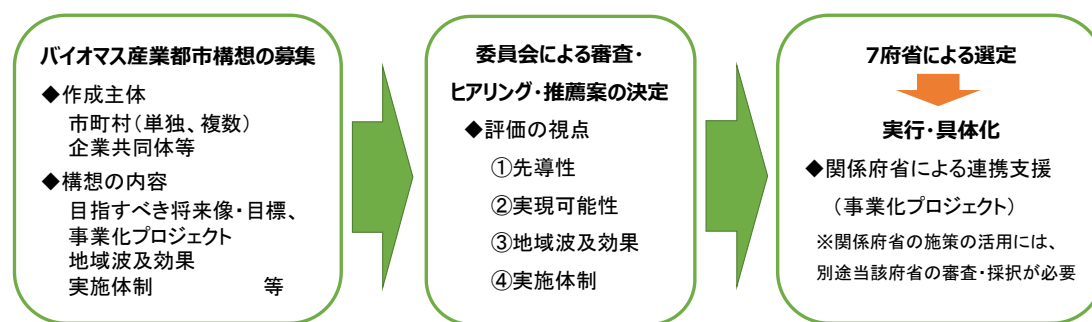 バイオマス産業都市構想の募集
◆作成主体
市町村（単独、複数）
企業共同体等
◆構想の内容
目指すべき将来像・目標、
事業化プロジェクト
地域波及効果
実施体制　　　　　等
委員会による審査・
ヒアリング・推薦案の決定
◆評価の視点
①先導性
②実現可能性
③地域波及効果
④実施体制
7府省による選定
実行・具体化
◆関係府省による連携支援
（事業化プロジェクト）
※関係府省の施策の活用には、
別途当該府省の審査・採択が必要